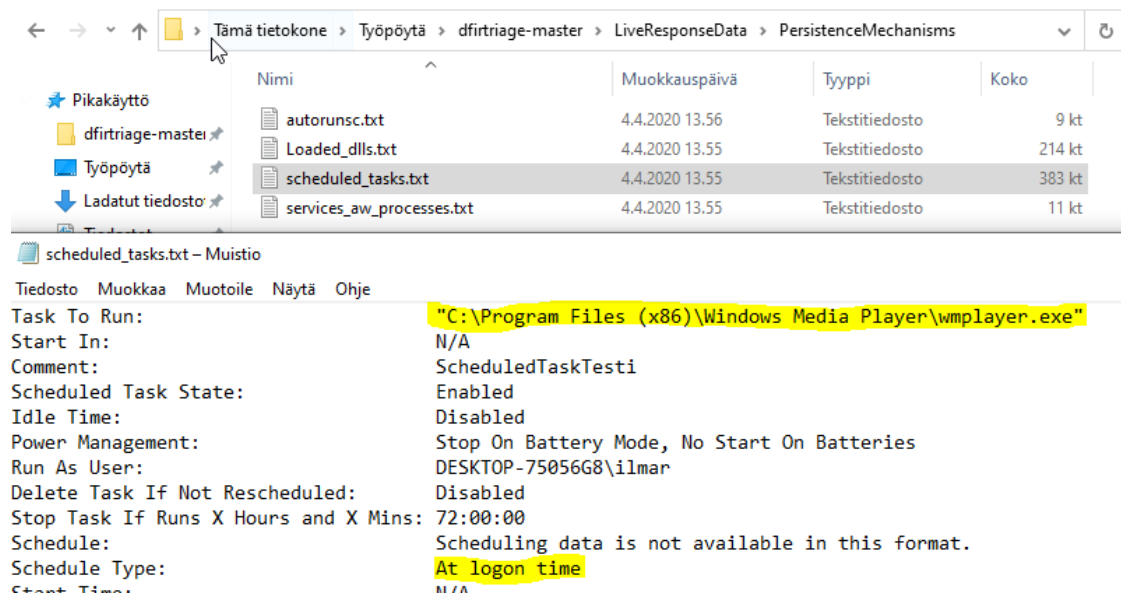 Tämä tietokone > Työpöytä > dfirtriage-master > LiveResponseData > PersistenceMechanisms
Nimi Muokkauspäivä Tyyppi Koko
Pikakäyttö
dfirtriage-master
Työpöytä
Ladatut tiedostot
Tiedostot
autorunsc.txt 4.4.2020 13.56 Tekstitiedosto 9 kt
Loaded_dlls.txt 4.4.2020 13.55 Tekstitiedosto 214 kt
scheduled_tasks.txt 4.4.2020 13.55 Tekstitiedosto 383 kt
services_aw_processes.txt 4.4.2020 13.55 Tekstitiedosto 11 kt
scheduled_tasks.txt – Muistio
Tiedosto Muokkaa Muotoile Näytä Ohje
Task To Run: "C:\Program Files (x86)\Windows Media Player\wmplayer.exe"
Start In: N/A
Comment: ScheduledTaskTesti
Scheduled Task State: Enabled
Idle Time: Disabled
Power Management: Stop On Battery Mode, No Start On Batteries
Run As User: DESKTOP-75056G8\ilmar
Delete Task If Not Rescheduled: Disabled
Stop Task If Runs X Hours and X Mins: 72:00:00
Schedule: Scheduling data is not available in this format.
Schedule Type: At logon time
Start Time: N/A